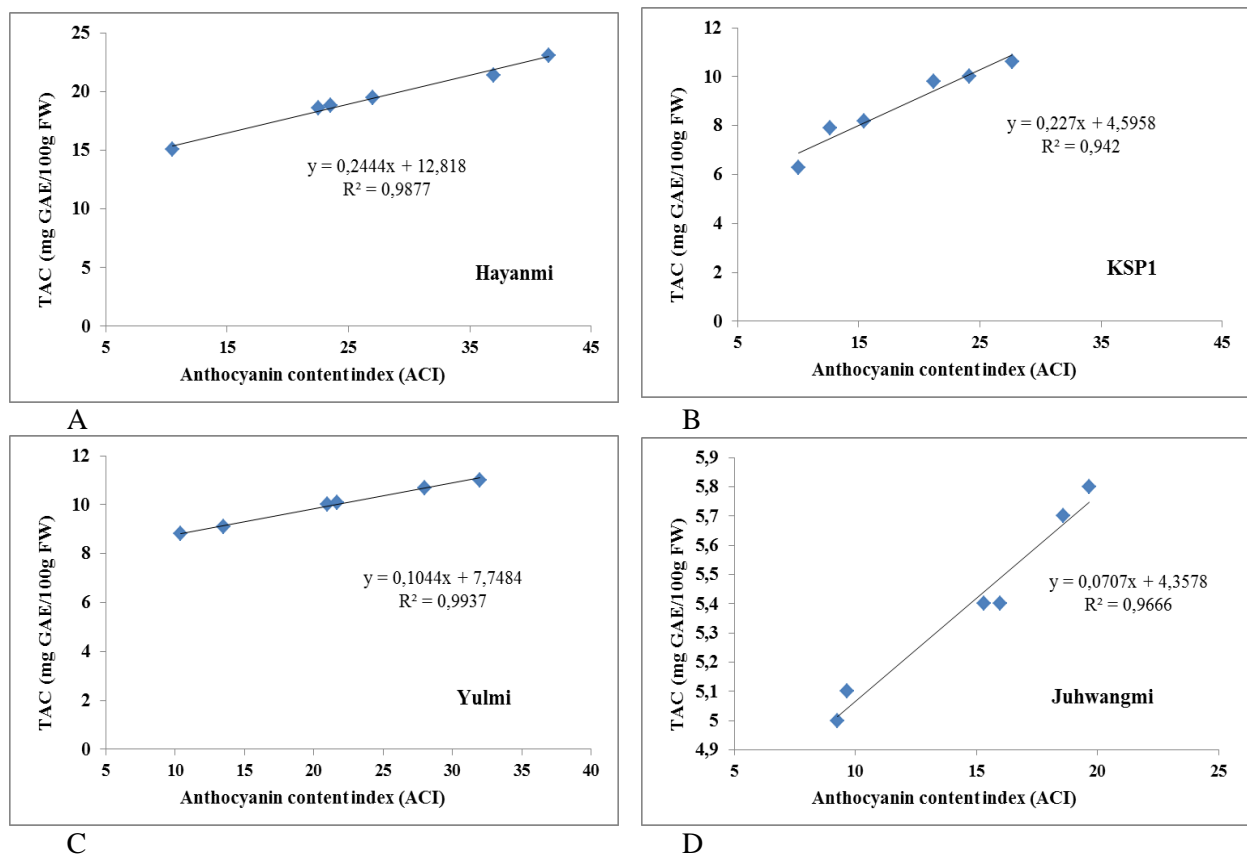 25
20
15
10
5
0
TAC (mg GAE/100g FW)
y = 0,2444x + 12,818
R² = 0,9877
Hayanmi
5 15 25 35 45
Anthocyanin content index (ACI)
A
12
10
8
6
4
2
0
TAC (mg GAE/100g FW)
y = 0,227x + 4,5958
R² = 0,942
KSP1
5 15 25 35 45
Anthocyanin content index (ACI)
B
12
10
8
6
4
2
0
TAC (mg GAE/100g FW)
y = 0,1044x + 7,7484
R² = 0,9937
Yulmi
5 10 15 20 25 30 35 40
Anthocyanin content index (ACI)
C
5,9
5,8
5,7
5,6
5,5
5,4
5,3
5,2
5,1
5
4,9
TAC (mg GAE/100g FW)
y = 0,0707x + 4,3578
R² = 0,9666
Juhwangmi
5 10 15 20 25
Anthocyanin content index (ACI)
D